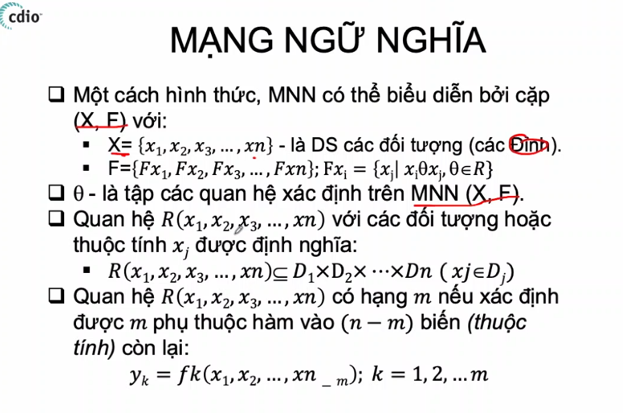 cdio
MẠNG NGỮ NGHĨA
❑ Một cách hình thức, MNN có thể biểu diễn bởi cặp
(X, F) với:
▪ X= {x₁, x₂, x₃, …, xn} - là DS các đối tượng (các Đỉnh).
▪ F={Fx₁, Fx₂, Fx₃, …, Fxn}; Fxᵢ = {xⱼ| xᵢθxⱼ, θ∈R}
❑ θ - là tập các quan hệ xác định trên MNN (X, F).
❑ Quan hệ R(x₁, x₂, x₃, …, xn) với các đối tượng hoặc
thuộc tính xⱼ được định nghĩa:
▪ R(x₁, x₂, x₃, …, xn)⊆ D₁×D₂× ⋯×Dn ( xj∈Dⱼ)
❑ Quan hệ R(x₁, x₂, x₃, …, xn) có hạng m nếu xác định
được m phụ thuộc hàm vào (n − m) biến (thuộc
tính) còn lại:
yₖ = fk(x₁, x₂, …, xn _ ₘ); k = 1, 2, …m